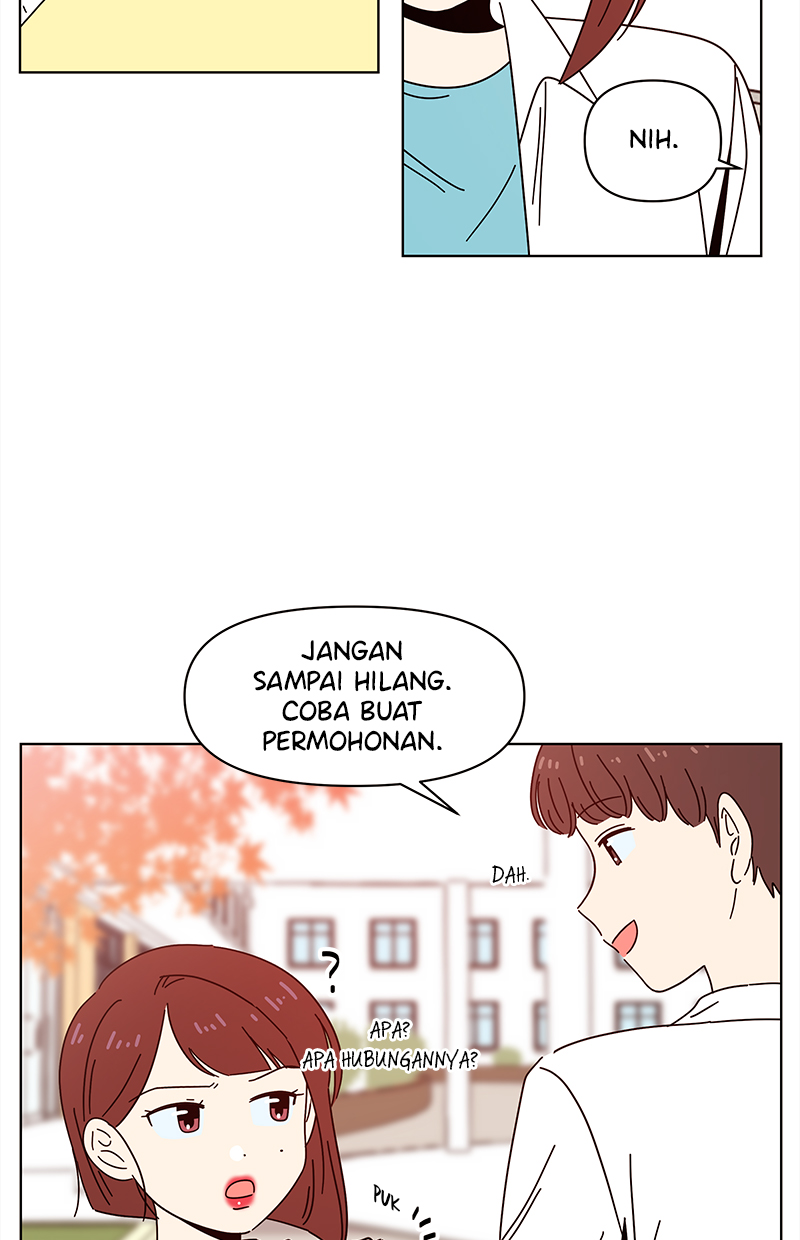 NIH.
JANGAN
SAMPAI HILANG.
COBA BUAT
PERMOHONAN.
DAH.
?
APA?
APA HUBUNGANNYA?
PUK